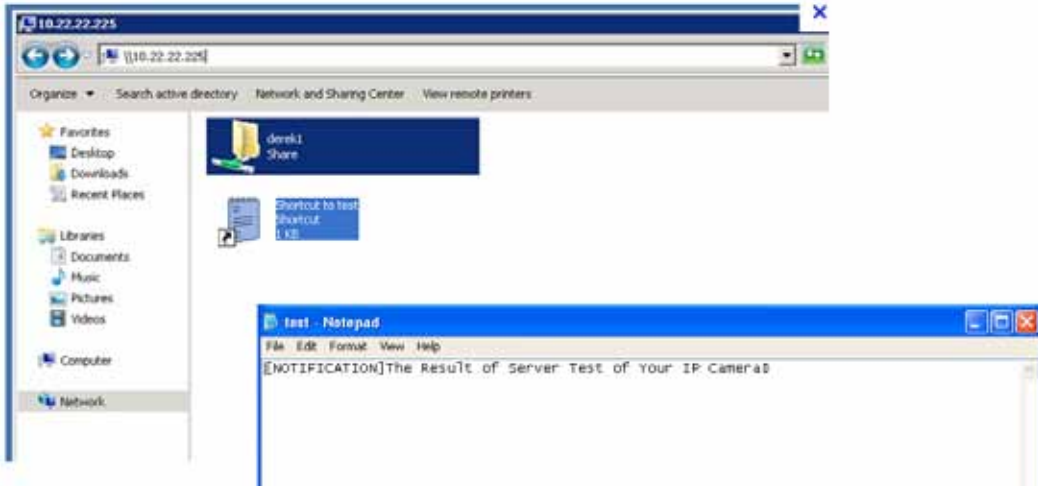 10.22.22.225
\\10.22.22.225
Organize Search active directory Network and Sharing Center View remote printers
Favorites
Desktop
Downloads
Recent Places
Libraries
Documents
Music
Pictures
Videos
Computer
Network
derek1
Share
Shortcut to test
Shortcut
1 KB
test - Notepad
File Edit Format View Help
[NOTIFICATION]The Result of Server Test of Your IP Camera